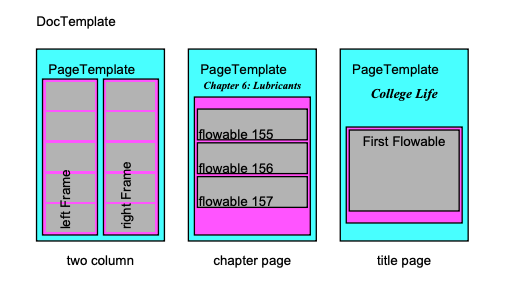 DocTemplate
PageTemplate
left Frame
right Frame
two column
PageTemplate
Chapter 6: Lubricants
flowable 155
flowable 156
flowable 157
chapter page
PageTemplate
College Life
First Flowable
title page